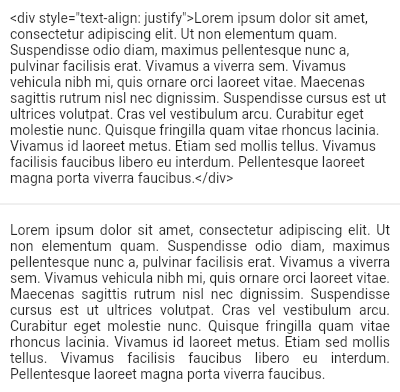 <div style="text-align: justify">Lorem ipsum dolor sit amet,
consectetur adipiscing elit. Ut non elementum quam.
Suspendisse odio diam, maximus pellentesque nunc a,
pulvinar facilisis erat. Vivamus a viverra sem. Vivamus
vehicula nibh mi, quis ornare orci laoreet vitae. Maecenas
sagittis rutrum nisl nec dignissim. Suspendisse cursus est ut
ultrices volutpat. Cras vel vestibulum arcu. Curabitur eget
molestie nunc. Quisque fringilla quam vitae rhoncus lacinia.
Vivamus id laoreet metus. Etiam sed mollis tellus. Vivamus
facilisis faucibus libero eu interdum. Pellentesque laoreet
magna porta viverra faucibus.</div>
Lorem ipsum dolor sit amet, consectetur adipiscing elit. Ut
non elementum quam. Suspendisse odio diam, maximus
pellentesque nunc a, pulvinar facilisis erat. Vivamus a viverra
sem. Vivamus vehicula nibh mi, quis ornare orci laoreet vitae.
Maecenas sagittis rutrum nisl nec dignissim. Suspendisse
cursus est ut ultrices volutpat. Cras vel vestibulum arcu.
Curabitur eget molestie nunc. Quisque fringilla quam vitae
rhoncus lacinia. Vivamus id laoreet metus. Etiam sed mollis
tellus. Vivamus facilisis faucibus libero eu interdum.
Pellentesque laoreet magna porta viverra faucibus.